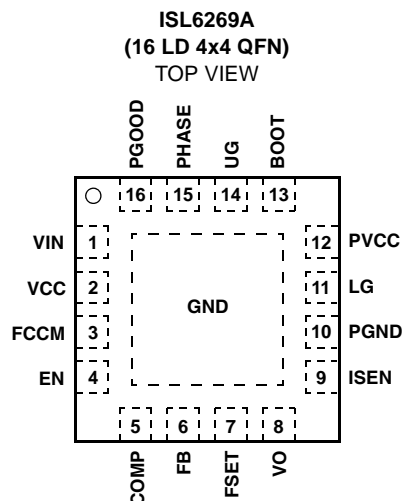 ISL6269A
(16 LD 4x4 QFN)
TOP VIEW
PGOOD PHASE UG BOOT
16 15 14 13
VIN 1 12 PVCC
VCC 2 11 LG
GND
FCCM 3 10 PGND
EN 4 9 ISEN
5 6 7 8
COMP FB FSET VO